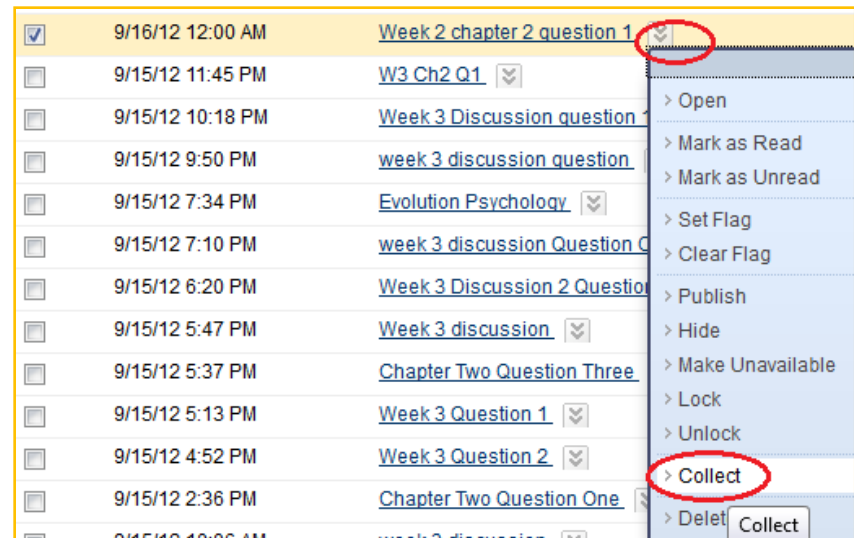 9/16/12 12:00 AM Week 2 chapter 2 question 1
9/15/12 11:45 PM W3 Ch2 Q1
9/15/12 10:18 PM Week 3 Discussion question 1
9/15/12 9:50 PM week 3 discussion question
9/15/12 7:34 PM Evolution Psychology
9/15/12 7:10 PM week 3 discussion Question
9/15/12 6:20 PM Week 3 Discussion 2 Question
9/15/12 5:47 PM Week 3 discussion
9/15/12 5:37 PM Chapter Two Question Three
9/15/12 5:13 PM Week 3 Question 1
9/15/12 4:52 PM Week 3 Question 2
9/15/12 2:36 PM Chapter Two Question One
week 3 discussion
> Open
> Mark as Read
> Mark as Unread
> Set Flag
> Clear Flag
> Publish
> Hide
> Make Unavailable
> Lock
> Unlock
> Collect
> Delet
Collect